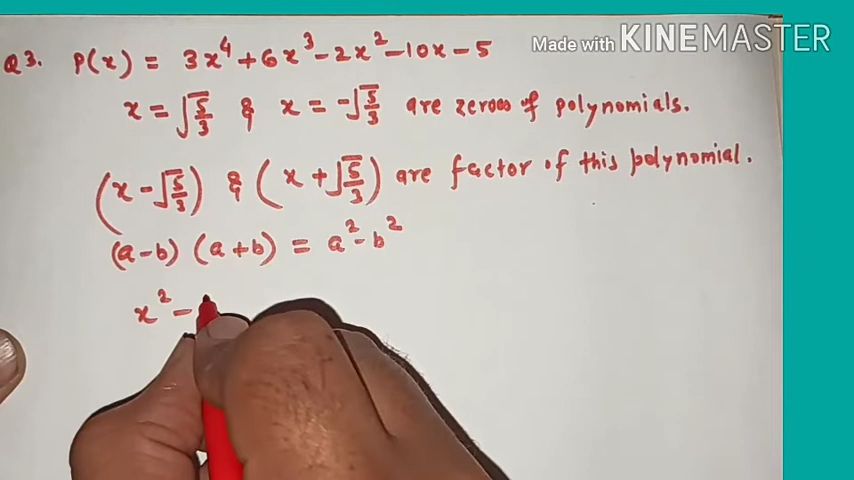 Made with KINEMASTER
Q3. P(x) = 3x⁴+6x³-2x²-10x-5
x = √5/3 & x = -√5/3 are zeroes of polynomials.
(x-√5/3) & (x+√5/3) are factor of this polynomial.
(a-b) (a+b) = a²-b²
x²-